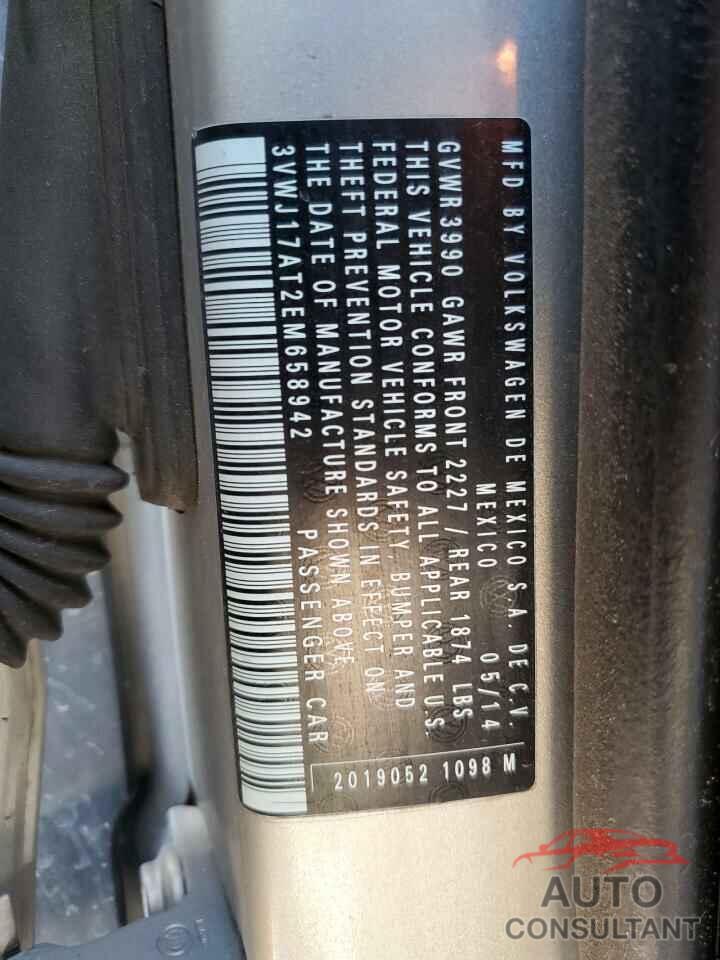 MFD BY VOLKSWAGEN DE MEXICO S.A. DE C.V.
MEXICO 05/14
GVWR 3990 GAWR FRONT 2227 / REAR 1874 LBS
THIS VEHICLE CONFORMS TO ALL APPLICABLE U.S.
FEDERAL MOTOR VEHICLE SAFETY, BUMPER AND
THEFT PREVENTION STANDARDS IN EFFECT ON
THE DATE OF MANUFACTURE SHOWN ABOVE.
3VWJ17AT2EM658942 PASSENGER CAR
2019052 1098 M
AUTO
CONSULTANT